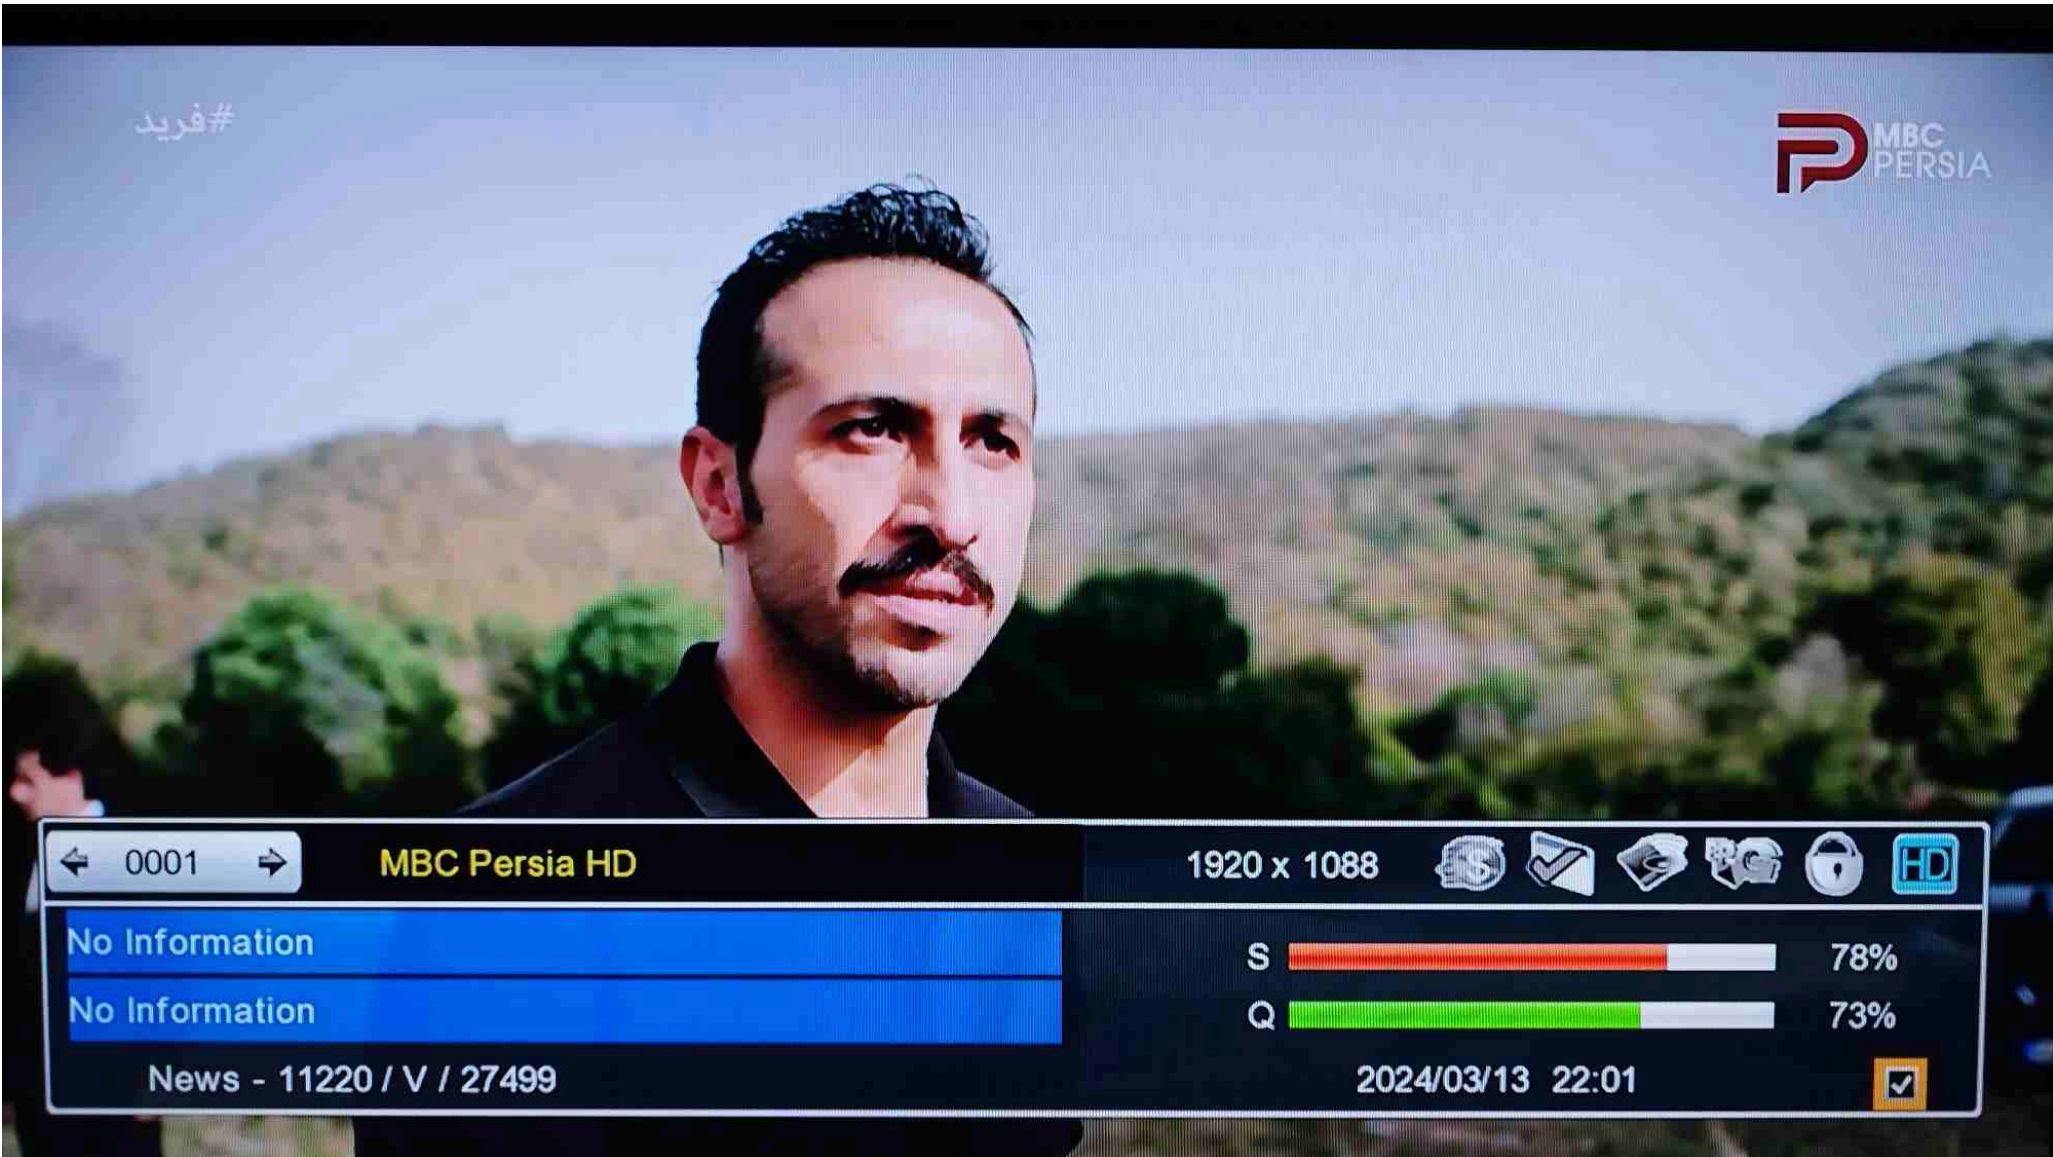 #فريد
MBC
PERSIA
0001
MBC Persia HD
1920 x 1088
HD
No Information
S
78%
No Information
Q
73%
News - 11220 / V / 27499
2024/03/13 22:01